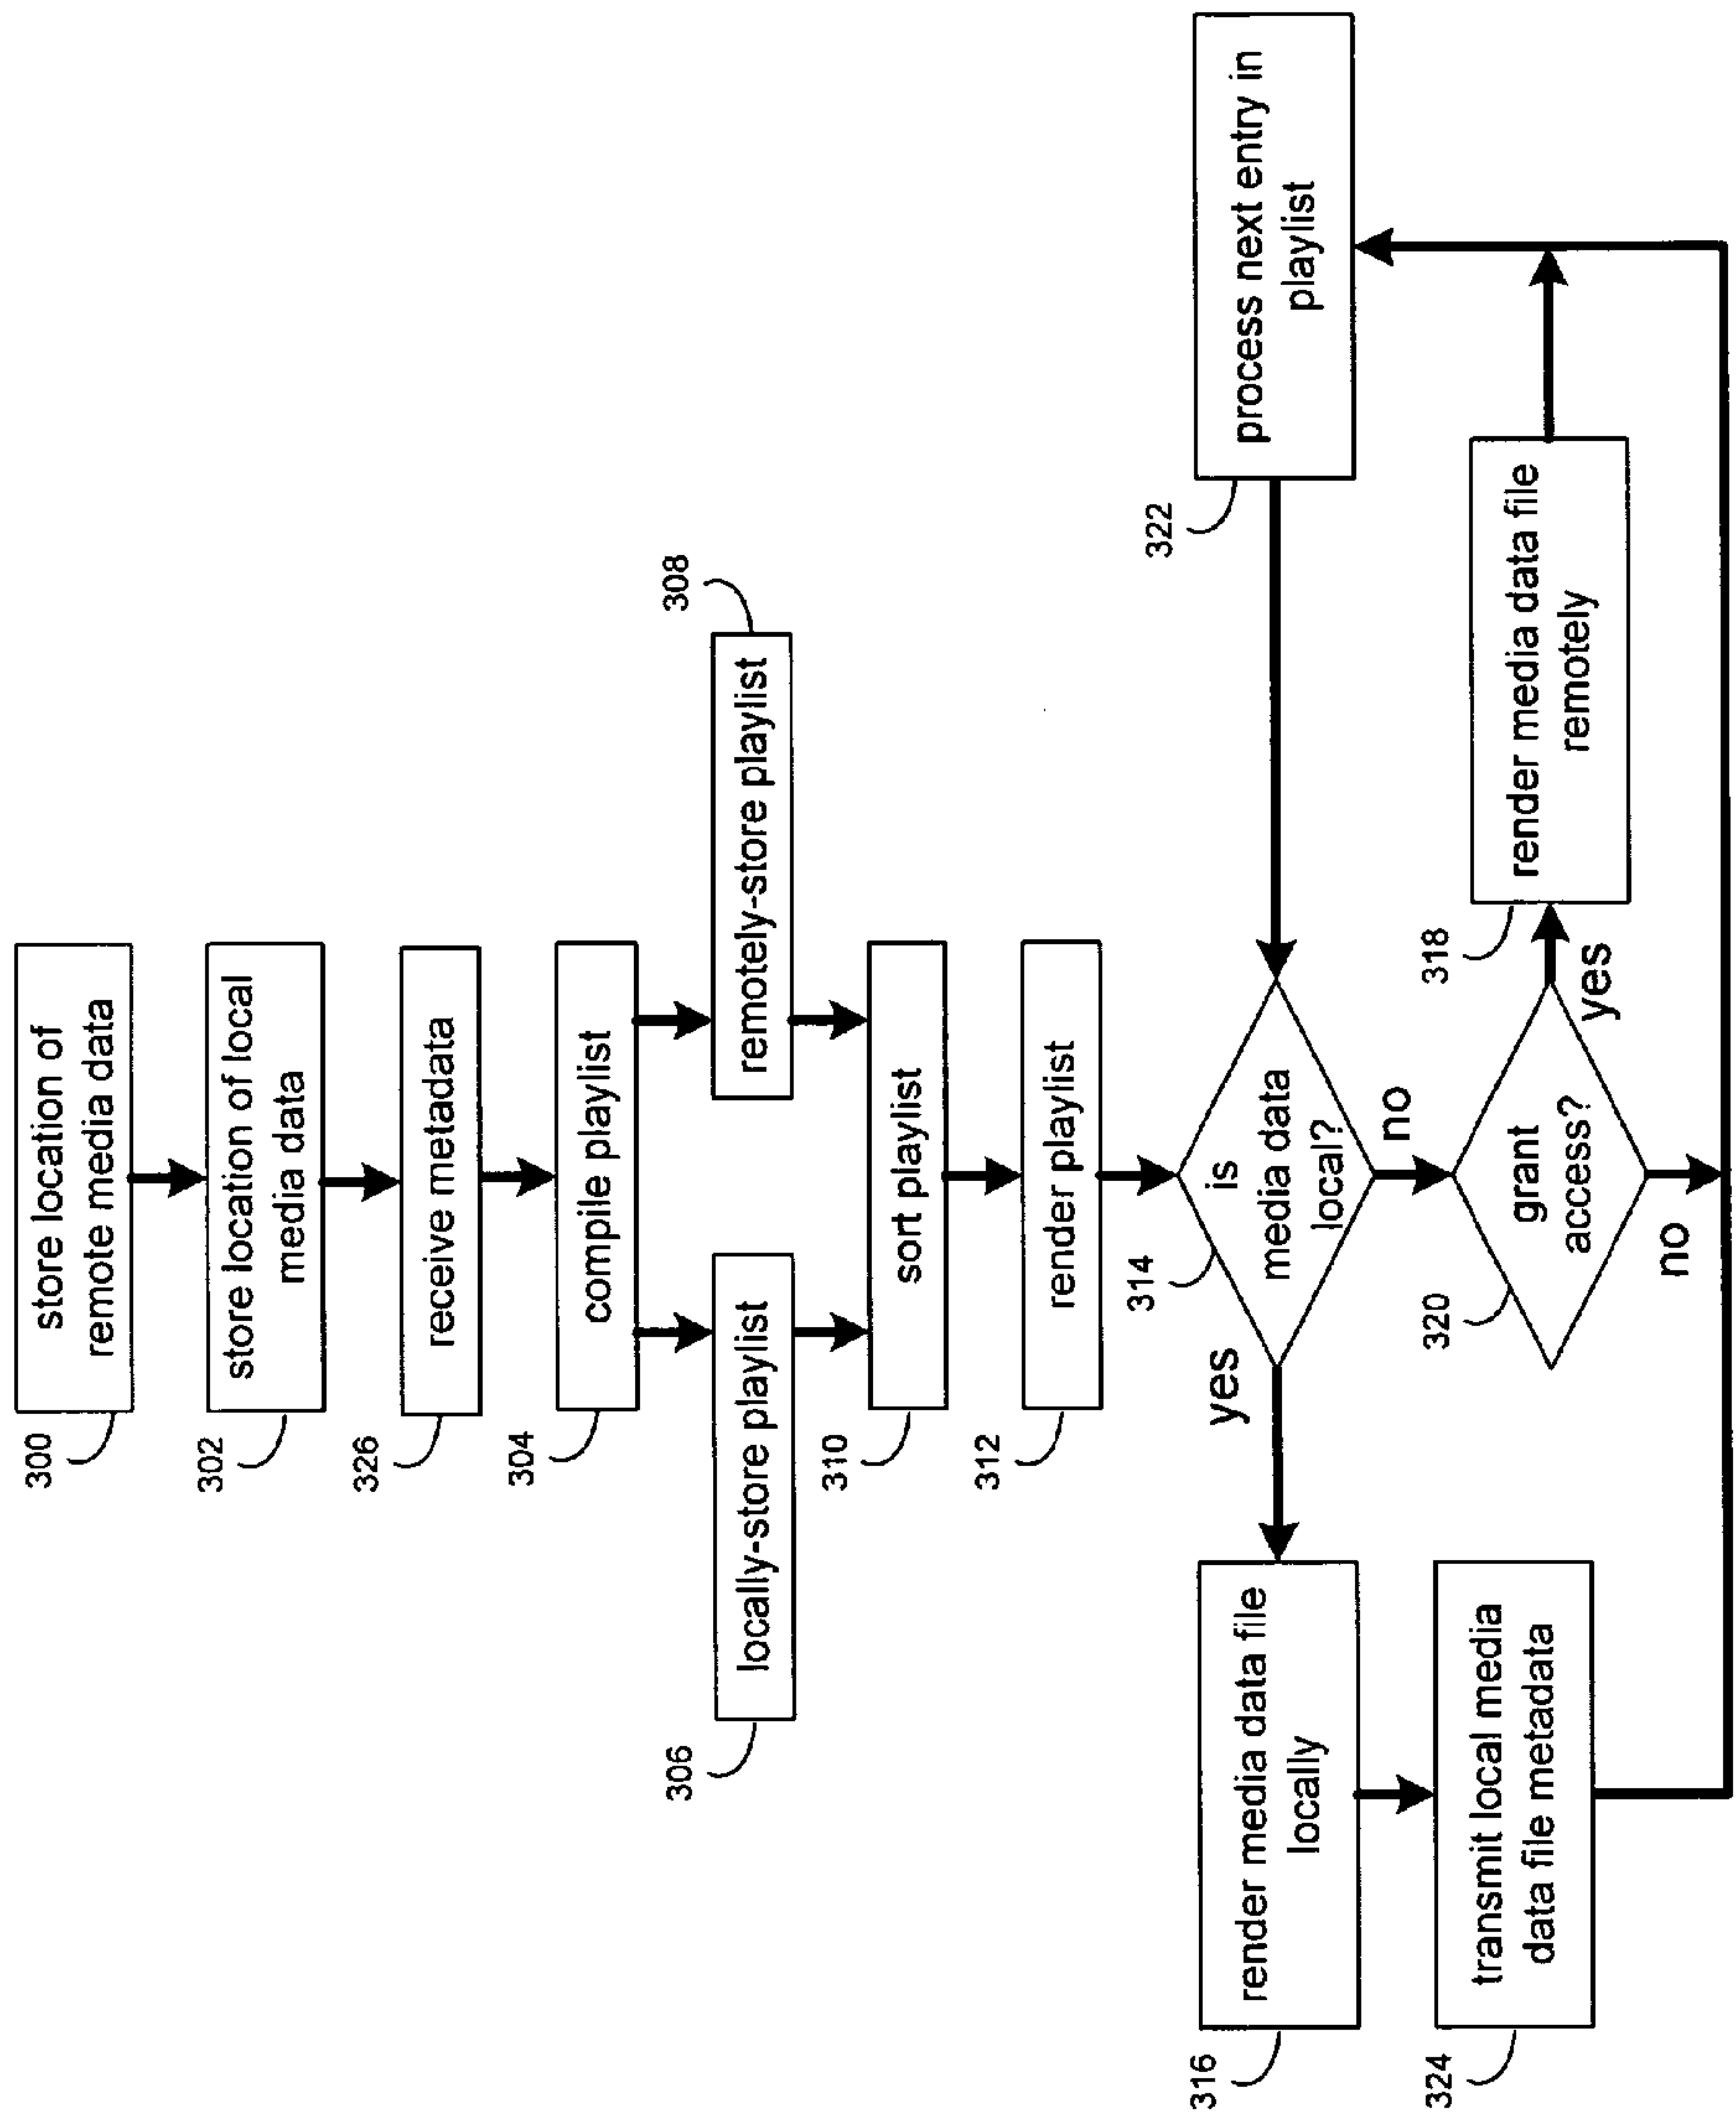 300
store location of
remote media data
302
store location of local
media data
326
receive metadata
304
compile playlist
306
locally-store playlist
308
remotely-store playlist
310
sort playlist
312
render playlist
314
is
media data
local?
yes
no
316
render media data file
locally
324
transmit local media
data file metadata
320
grant
access?
yes
no
318
render media data file
remotely
322
process next entry in
playlist